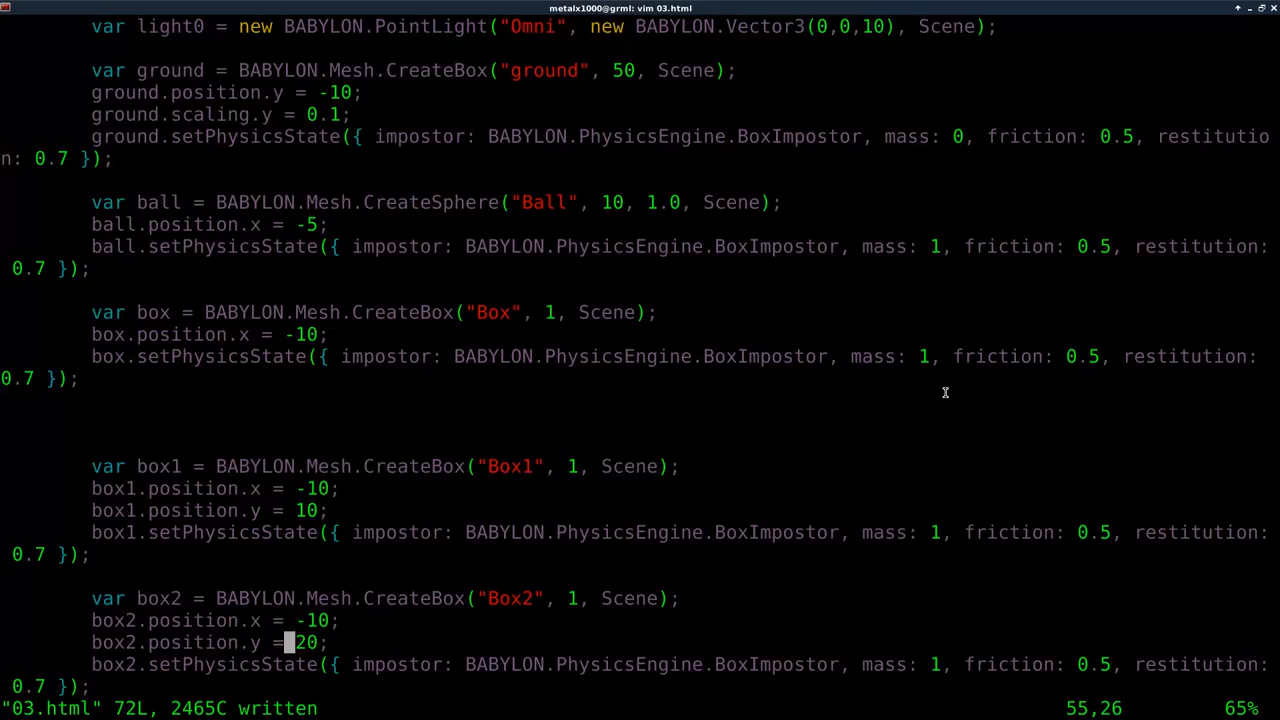 metalx1000@grml: vim 03.html
var light0 = new BABYLON.PointLight("Omni", new BABYLON.Vector3(0,0,10), Scene);
var ground = BABYLON.Mesh.CreateBox("ground", 50, Scene);
ground.position.y = -10;
ground.scaling.y = 0.1;
ground.setPhysicsState({ impostor: BABYLON.PhysicsEngine.BoxImpostor, mass: 0, friction: 0.5, restitutio
n: 0.7 });
var ball = BABYLON.Mesh.CreateSphere("Ball", 10, 1.0, Scene);
ball.position.x = -5;
ball.setPhysicsState({ impostor: BABYLON.PhysicsEngine.BoxImpostor, mass: 1, friction: 0.5, restitution:
0.7 });
var box = BABYLON.Mesh.CreateBox("Box", 1, Scene);
box.position.x = -10;
box.setPhysicsState({ impostor: BABYLON.PhysicsEngine.BoxImpostor, mass: 1, friction: 0.5, restitution:
0.7 });
var box1 = BABYLON.Mesh.CreateBox("Box1", 1, Scene);
box1.position.x = -10;
box1.position.y = 10;
box1.setPhysicsState({ impostor: BABYLON.PhysicsEngine.BoxImpostor, mass: 1, friction: 0.5, restitution:
0.7 });
var box2 = BABYLON.Mesh.CreateBox("Box2", 1, Scene);
box2.position.x = -10;
box2.position.y = 20;
box2.setPhysicsState({ impostor: BABYLON.PhysicsEngine.BoxImpostor, mass: 1, friction: 0.5, restitution:
0.7 });
"03.html" 72L, 2465C written 55,26 65%